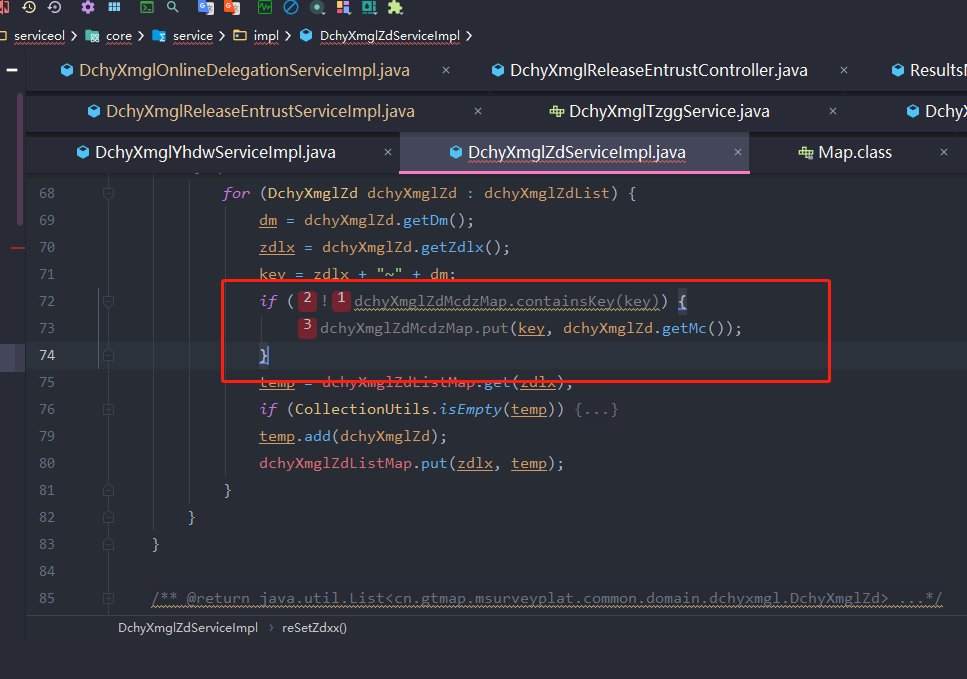 serviceol > core > service > impl > DchyXmglZdServiceImpl >
DchyXmglOnlineDelegationServiceImpl.java × DchyXmglReleaseEntrustController.java × Results
DchyXmglReleaseEntrustServiceImpl.java × DchyXmglTzggService.java × DchyX
DchyXmglYhdwServiceImpl.java × DchyXmglZdServiceImpl.java × Map.class ×
68 for (DchyXmglZd dchyXmglZd : dchyXmglZdList) {
69 dm = dchyXmglZd.getDm();
70 zdlx = dchyXmglZd.getZdlx();
71 key = zdlx + "~" + dm;
72 if ( 2 ! 1 dchyXmglZdMcdzMap.containsKey(key)) {
73 3 dchyXmglZdMcdzMap.put(key, dchyXmglZd.getMc());
74 }
75 temp = dchyXmglZdListMap.get(zdlx);
76 if (CollectionUtils.isEmpty(temp)) {...}
79 temp.add(dchyXmglZd);
80 dchyXmglZdListMap.put(zdlx, temp);
81 }
82 }
83 }
84
85 /** @return java.util.List<cn.gtmap.msurveyplat.common.domain.dchyxmgl.DchyXmglZd> ...*/
DchyXmglZdServiceImpl > reSetZdxx()